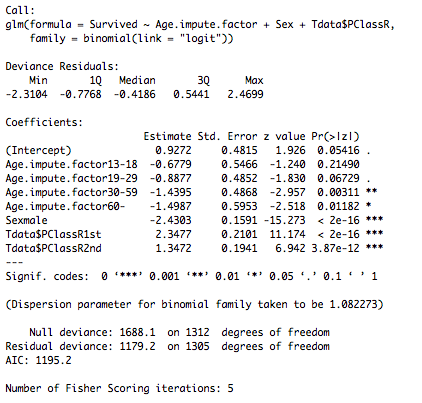 Call:
glm(formula = Survived ~ Age.impute.factor + Sex + Tdata$PClassR,
    family = binomial(link = "logit"))

Deviance Residuals:
    Min      1Q  Median      3Q     Max
-2.3104 -0.7768 -0.4186  0.5441  2.4699

Coefficients:
                       Estimate Std. Error z value Pr(>|z|)
(Intercept)              0.9272     0.4815   1.926  0.05416 .
Age.impute.factor13-18  -0.6779     0.5466  -1.240  0.21490
Age.impute.factor19-29  -0.8877     0.4852  -1.830  0.06729 .
Age.impute.factor30-59  -1.4395     0.4868  -2.957  0.00311 **
Age.impute.factor60-    -1.4987     0.5953  -2.518  0.01182 *
Sexmale                 -2.4303     0.1591 -15.273  < 2e-16 ***
Tdata$PClassR1st         2.3477     0.2101  11.174  < 2e-16 ***
Tdata$PClassR2nd         1.3472     0.1941   6.942 3.87e-12 ***
---
Signif. codes:  0 ‘***’ 0.001 ‘**’ 0.01 ‘*’ 0.05 ‘.’ 0.1 ‘ ’ 1

(Dispersion parameter for binomial family taken to be 1.082273)

    Null deviance: 1688.1  on 1312  degrees of freedom
Residual deviance: 1179.2  on 1305  degrees of freedom
AIC: 1195.2

Number of Fisher Scoring iterations: 5